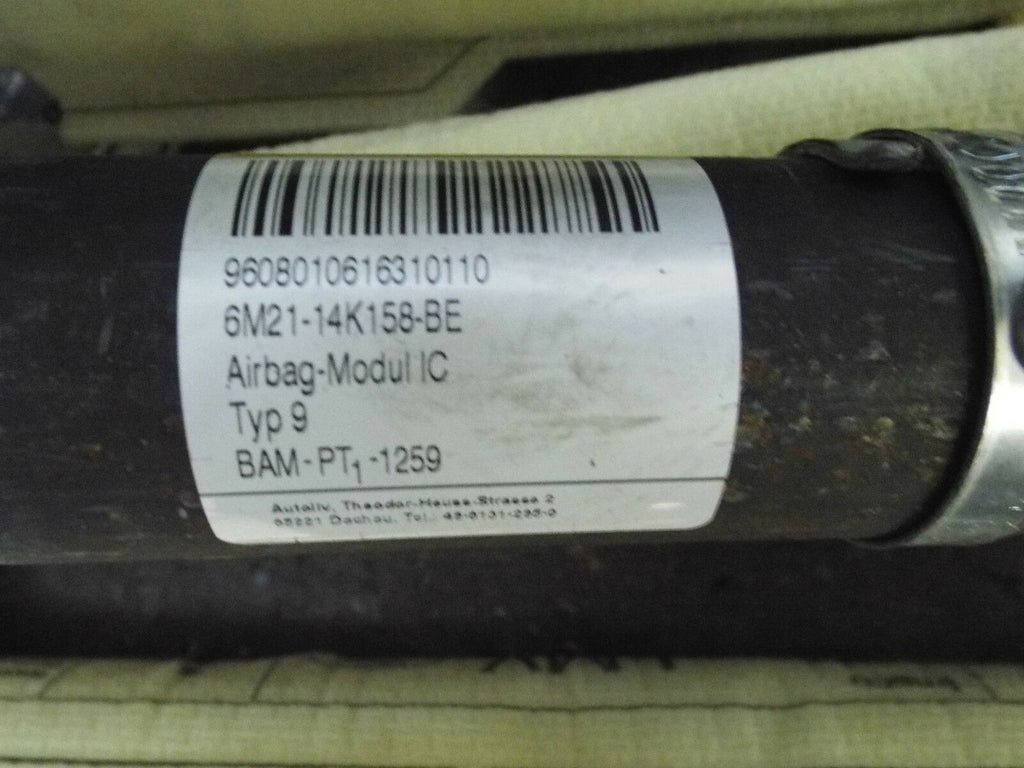 9608010616310110
6M21-14K158-BE
Airbag-Modul IC
Typ 9
BAM-PT1-1259
Autoliv, Theodor-Heuss-Strasse 2
85221 Dachau. Tel.: 49-8131-295-0